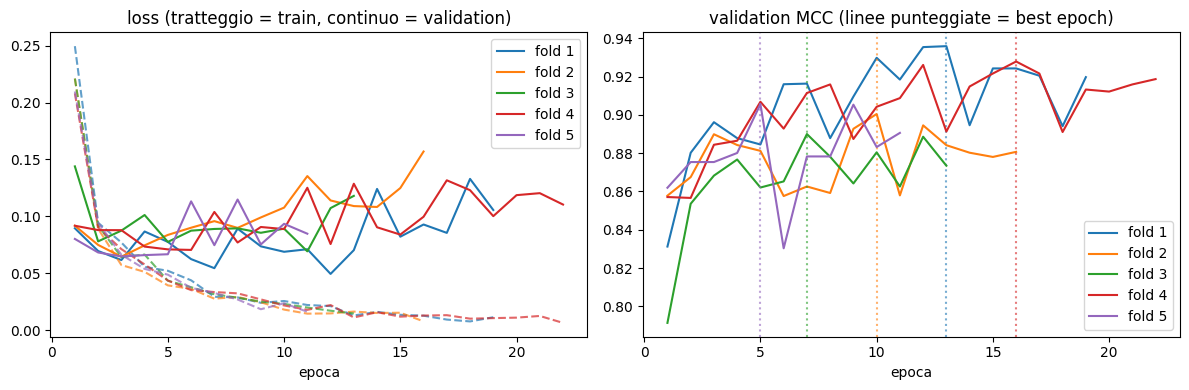 loss (tratteggio = train, continuo = validation)
0.25
0.20
0.15
0.10
0.05
0.00
0
5
10
15
20
epoca
fold 1
fold 2
fold 3
fold 4
fold 5
validation MCC (linee punteggiate = best epoch)
0.94
0.92
0.90
0.88
0.86
0.84
0.82
0.80
0
5
10
15
20
epoca
fold 1
fold 2
fold 3
fold 4
fold 5